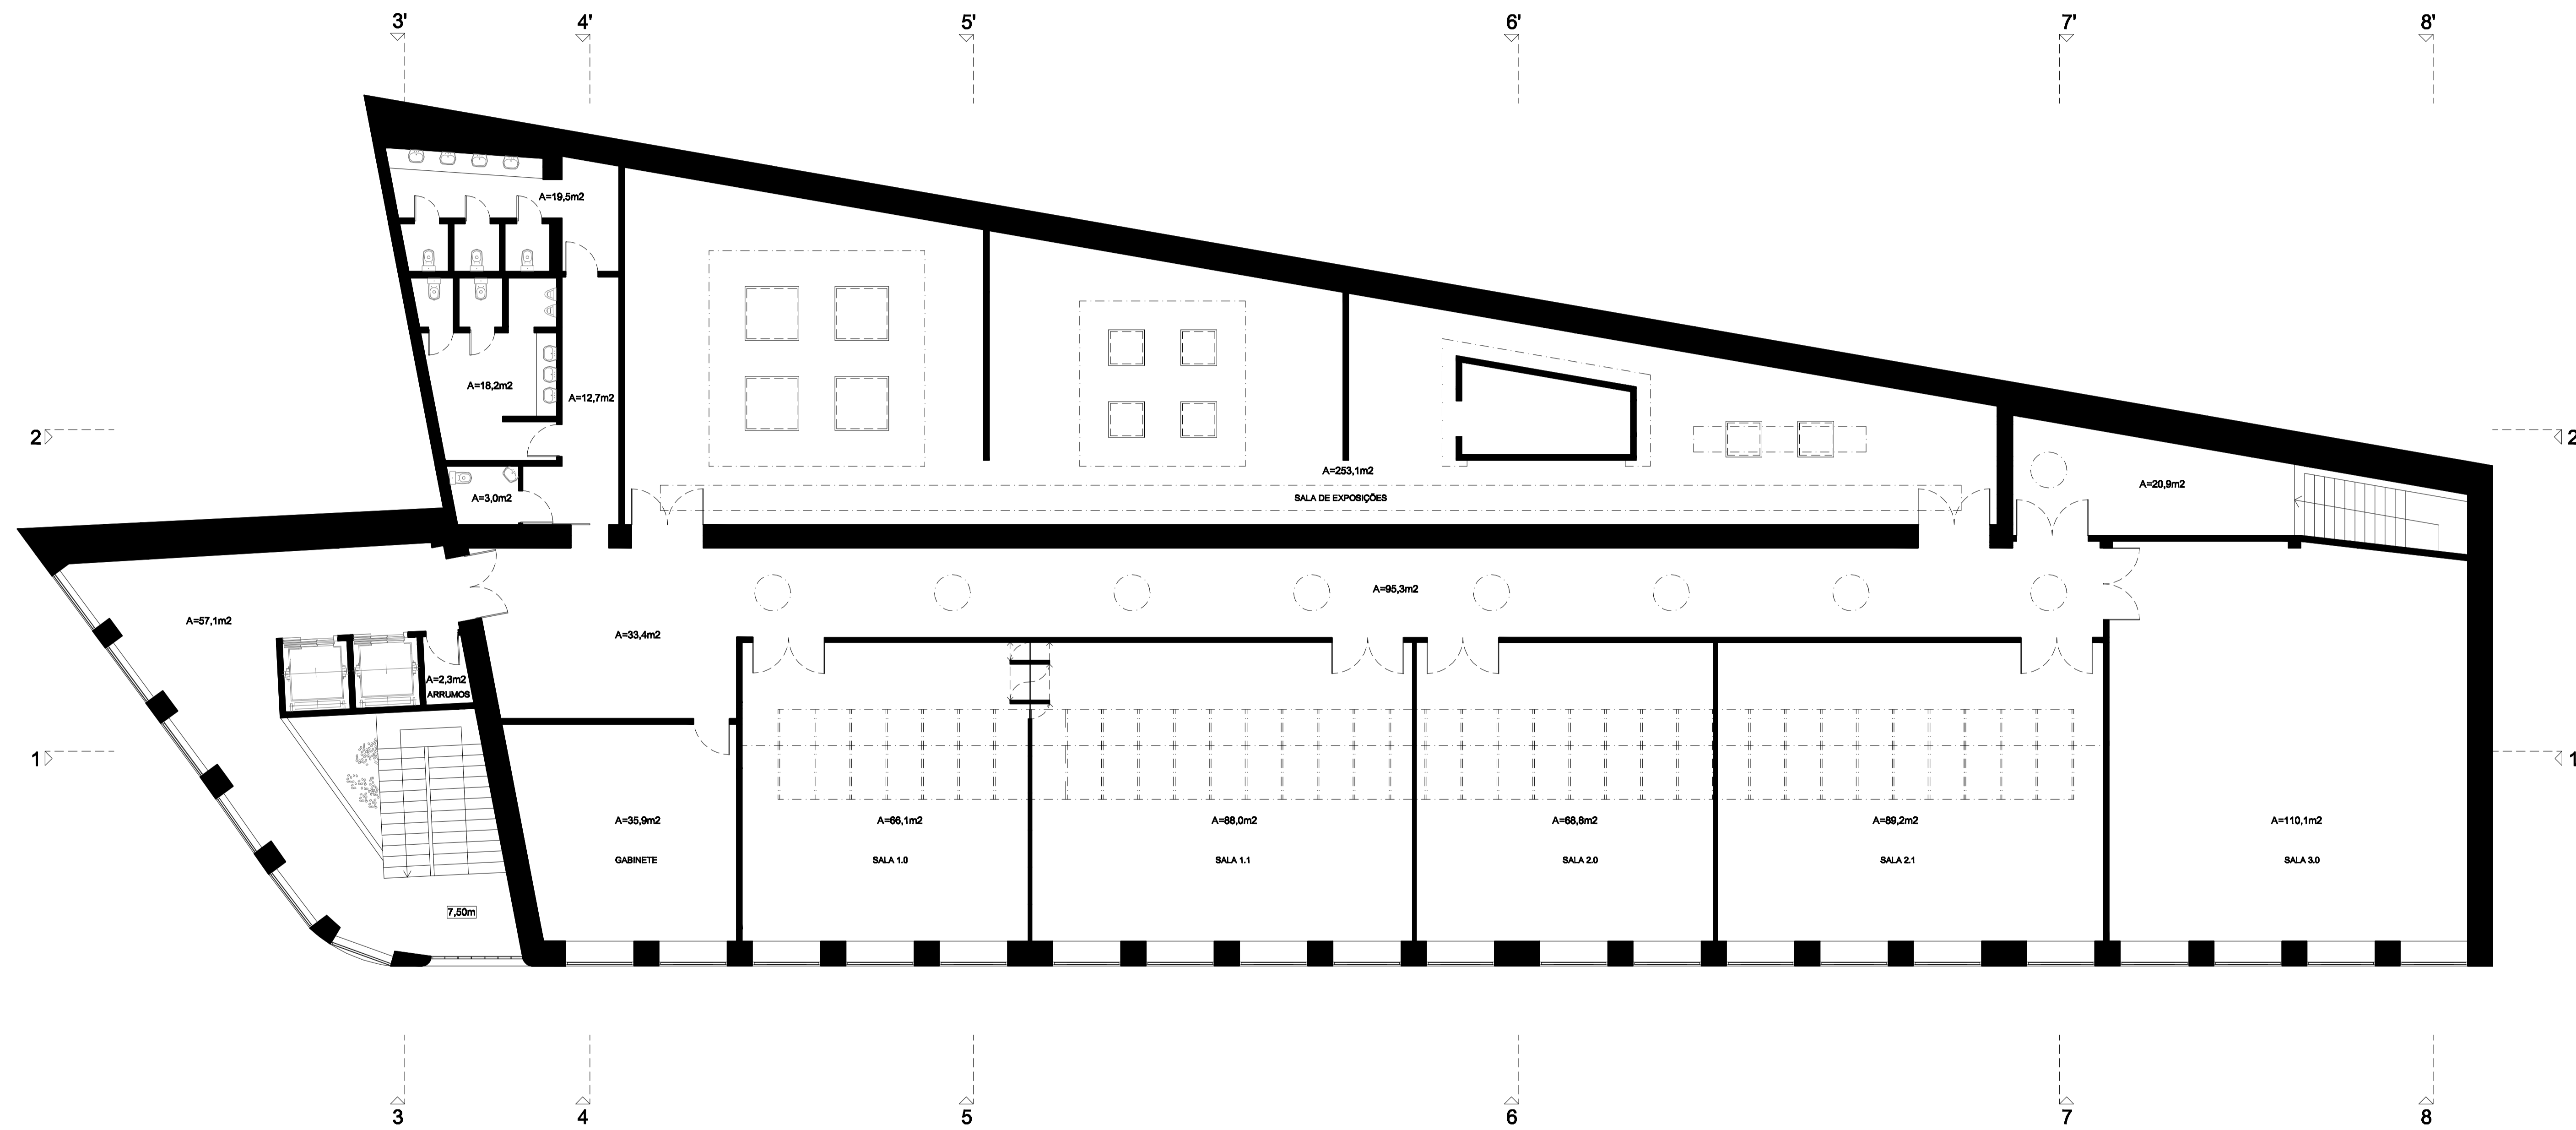 3' 4' 5' 6' 7' 8'
A=19,5m2
A=18,2m2
A=12,7m2
2 2
A=253,1m2
A=20,9m2
A=3,0m2
SALA DE EXPOSIÇÕES
A=95,3m2
A=57,1m2
A=33,4m2
A=2,3m2
ARRUMOS
1 1
A=35,9m2
A=66,1m2
A=88,0m2
A=68,8m2
A=89,2m2
A=110,1m2
GABINETE
SALA 1.0
SALA 1.1
SALA 2.0
SALA 2.1
SALA 3.0
7,50m
3 4 5 6 7 8